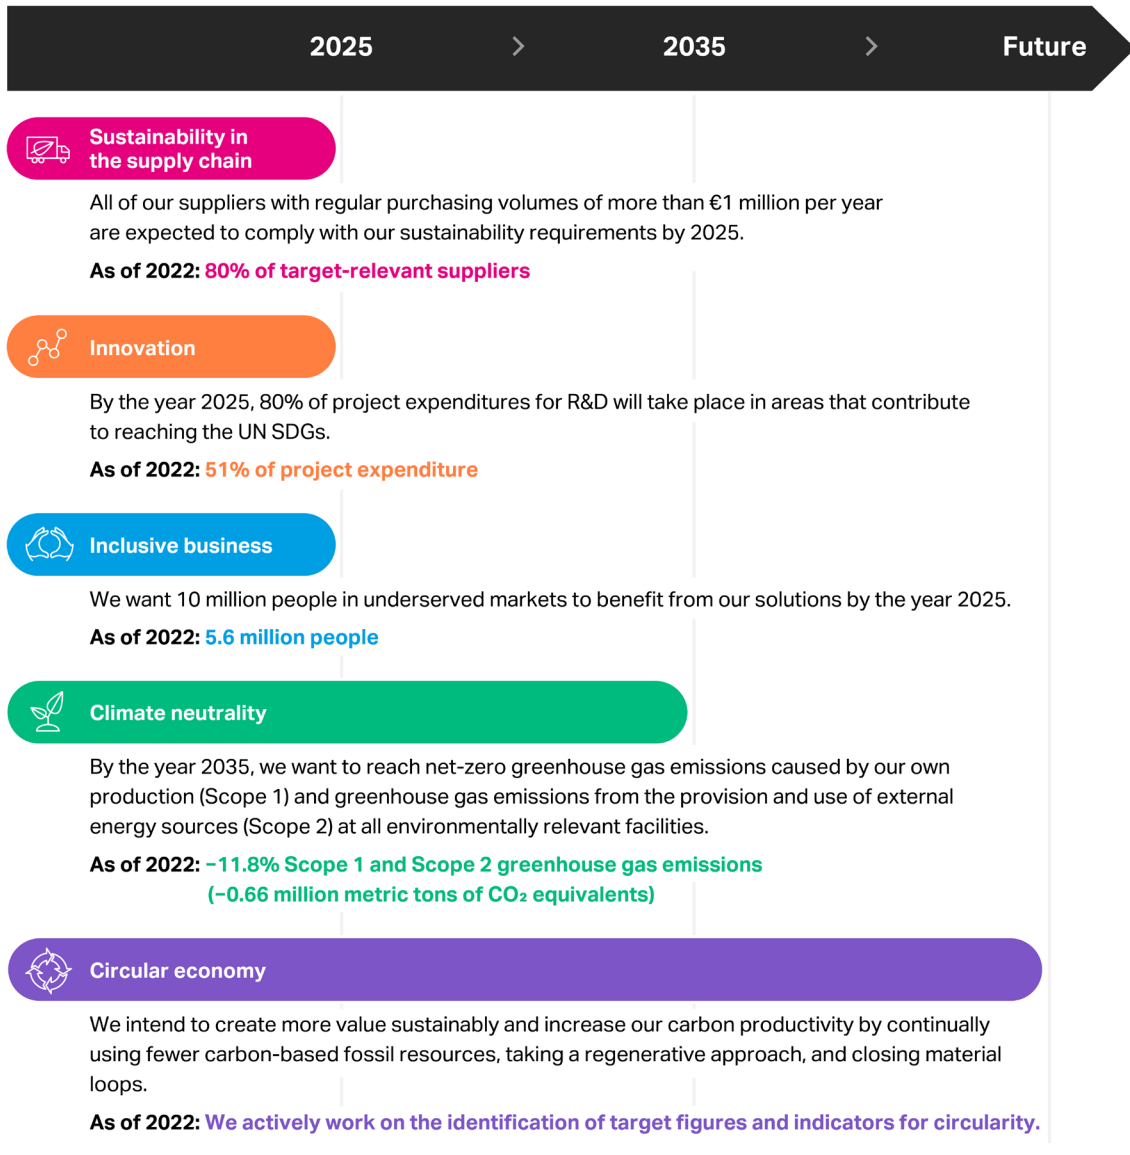 2025 > 2035 > Future
Sustainability in
the supply chain
All of our suppliers with regular purchasing volumes of more than €1 million per year
are expected to comply with our sustainability requirements by 2025.
As of 2022: 80% of target-relevant suppliers
Innovation
By the year 2025, 80% of project expenditures for R&D will take place in areas that contribute
to reaching the UN SDGs.
As of 2022: 51% of project expenditure
Inclusive business
We want 10 million people in underserved markets to benefit from our solutions by the year 2025.
As of 2022: 5.6 million people
Climate neutrality
By the year 2035, we want to reach net-zero greenhouse gas emissions caused by our own
production (Scope 1) and greenhouse gas emissions from the provision and use of external
energy sources (Scope 2) at all environmentally relevant facilities.
As of 2022: −11.8% Scope 1 and Scope 2 greenhouse gas emissions
(−0.66 million metric tons of CO₂ equivalents)
Circular economy
We intend to create more value sustainably and increase our carbon productivity by continually
using fewer carbon-based fossil resources, taking a regenerative approach, and closing material
loops.
As of 2022: We actively work on the identification of target figures and indicators for circularity.